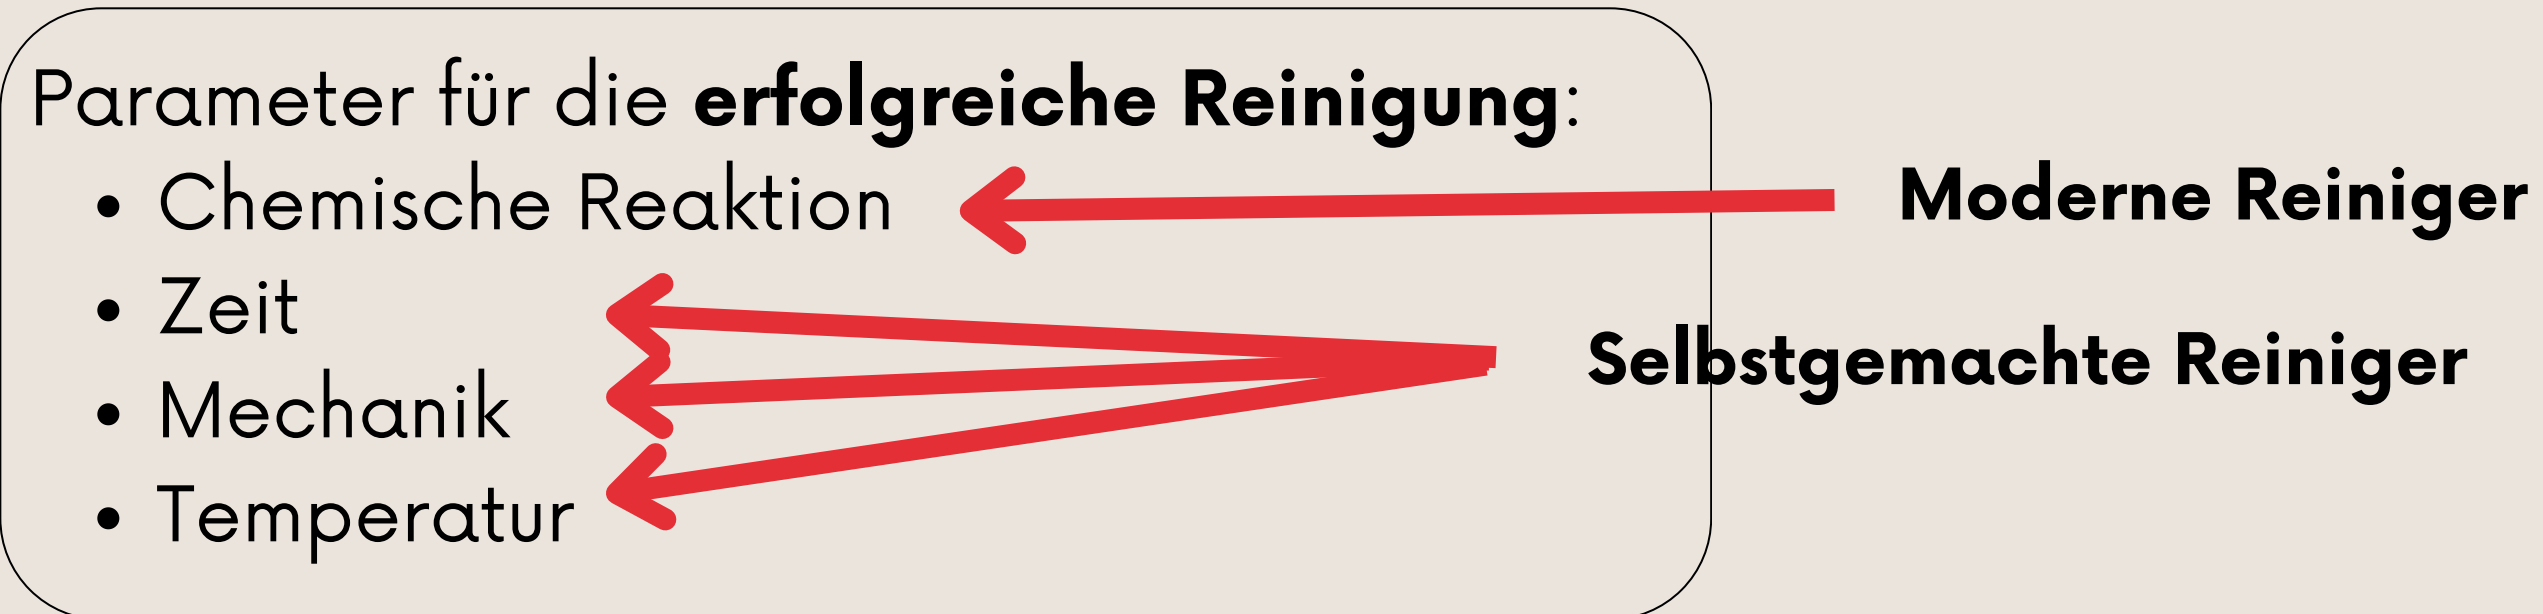 Parameter für die erfolgreiche Reinigung:
• Chemische Reaktion
Moderne Reiniger
• Zeit
Selbstgemachte Reiniger
• Mechanik
• Temperatur